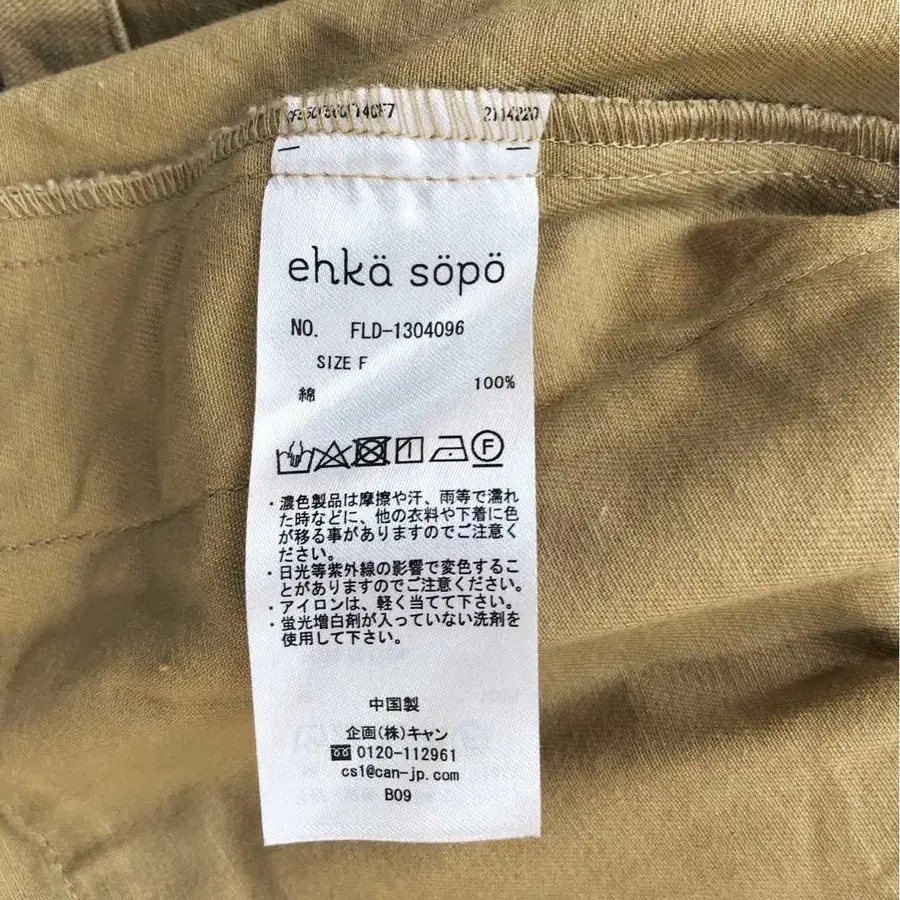 2114220
ehkä söpö
NO. FLD-1304096
SIZE F
綿 100%
F
・濃色製品は摩擦や汗、雨等で濡れ
た時などに、他の衣料や下着に色
が移る事がありますのでご注意く
ださい。
・日光等紫外線の影響で変色するこ
とがありますのでご注意ください。
・アイロンは、軽く当てて下さい。
・蛍光増白剤が入っていない洗剤を
使用して下さい。
中国製
企画(株)キャン
0120-112961
cs1@can-jp.com
B09